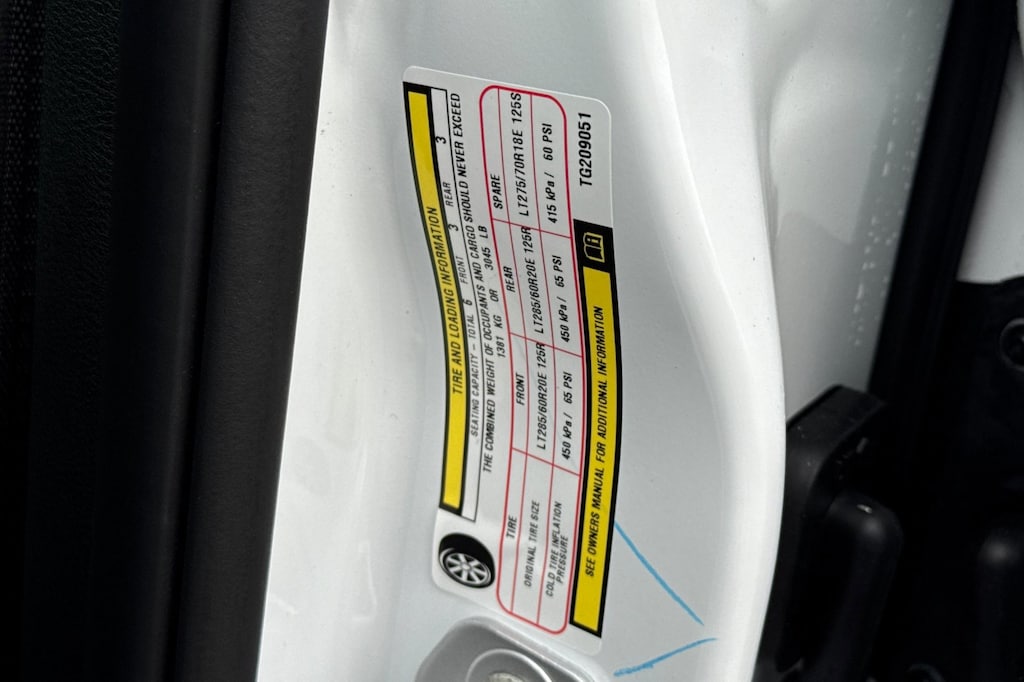 TIRE AND LOADING INFORMATION
SEATING CAPACITY – TOTAL 6 FRONT 3 REAR 3
THE COMBINED WEIGHT OF OCCUPANTS AND CARGO SHOULD NEVER EXCEED
1381 KG OR 3045 LB
TIRE FRONT REAR SPARE
ORIGINAL TIRE SIZE LT285/60R20E 125R LT285/60R20E 125R LT275/70R18E 125S
COLD TIRE INFLATION PRESSURE 450 kPa / 65 PSI 450 kPa / 65 PSI 415 kPa / 60 PSI
SEE OWNERS MANUAL FOR ADDITIONAL INFORMATION
TG209051